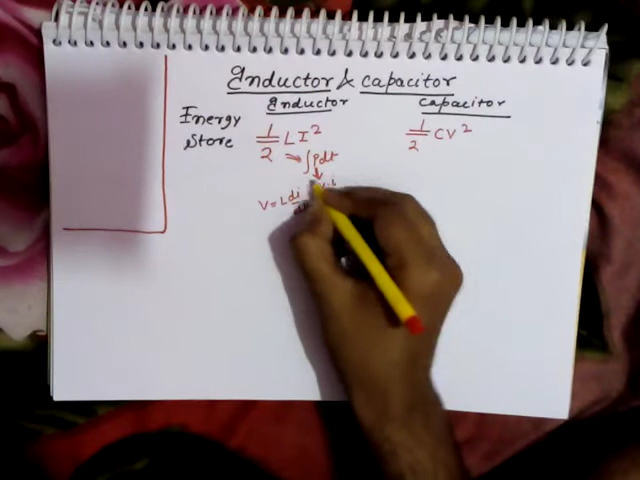 Inductor & Capacitor
Inductor Capacitor
Energy Store
1/2 LI² 1/2 CV²
⇒ ∫pdt
↓
v.i
V=L di/dt